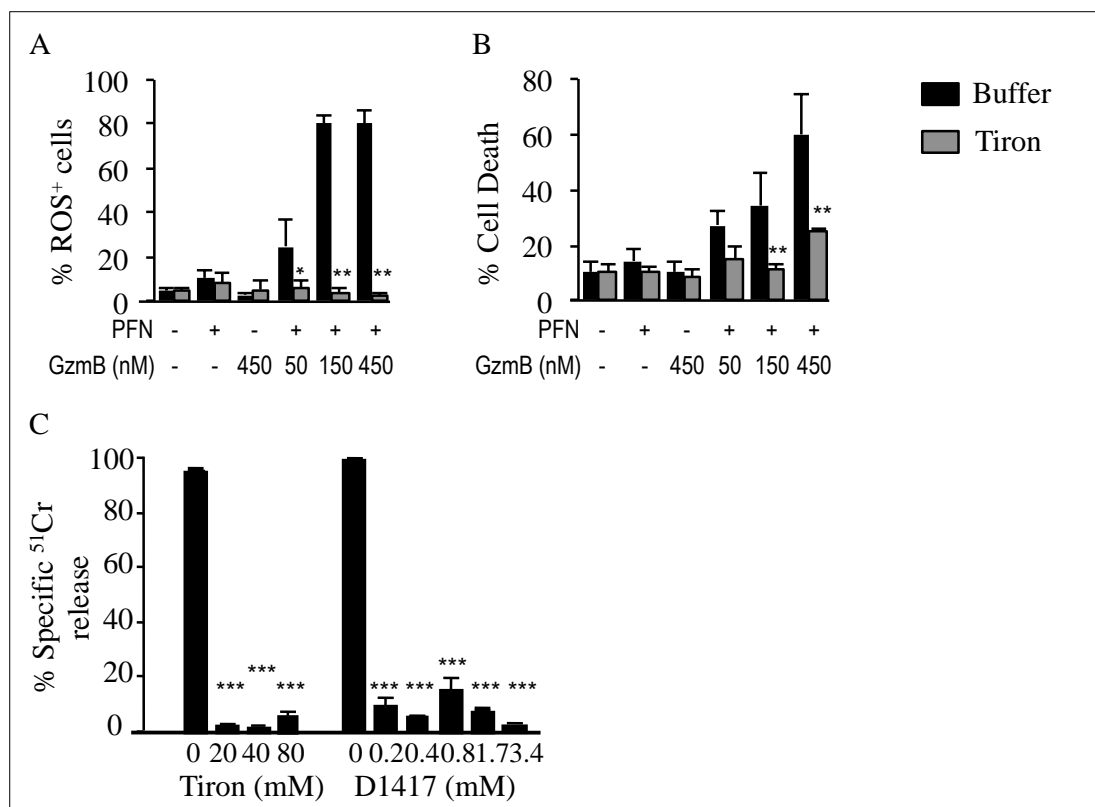 A
% ROS+ cells
100
80
60
40
20
0
PFN - + - + + +
GzmB (nM) - - 450 50 150 450
* ** **
B
% Cell Death
80
60
40
20
0
PFN - + - + + +
GzmB (nM) - - 450 50 150 450
** **
Buffer
Tiron
C
% Specific 51Cr
release
100
80
60
40
20
0
*** *** *** *** *** *** *** ***
0 20 40 80 0 0.2 0.4 0.8 1.7 3.4
Tiron (mM) D1417 (mM)